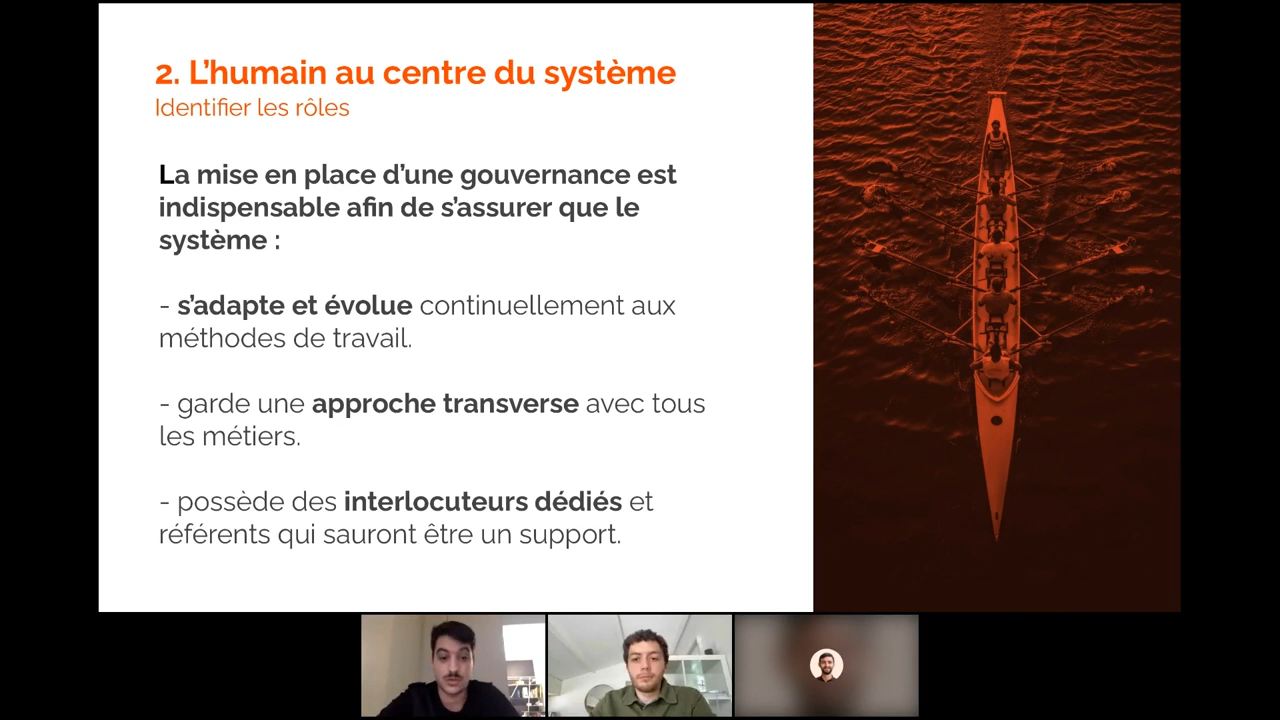 2. L’humain au centre du système
Identifier les rôles
La mise en place d’une gouvernance est
indispensable afin de s’assurer que le
système :
- s’adapte et évolue continuellement aux
méthodes de travail.
- garde une approche transverse avec tous
les métiers.
- possède des interlocuteurs dédiés et
référents qui sauront être un support.